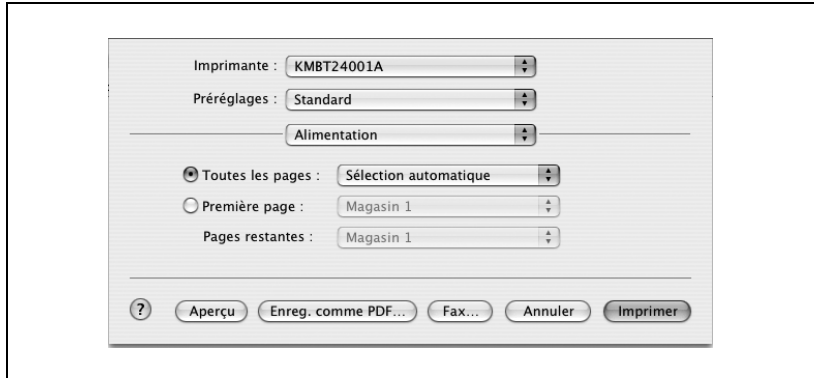 Imprimante : KMBT24001A
Préréglages : Standard
Alimentation
Toutes les pages : Sélection automatique
Première page : Magasin 1
Pages restantes : Magasin 1
? Aperçu Enreg. comme PDF... Fax... Annuler Imprimer